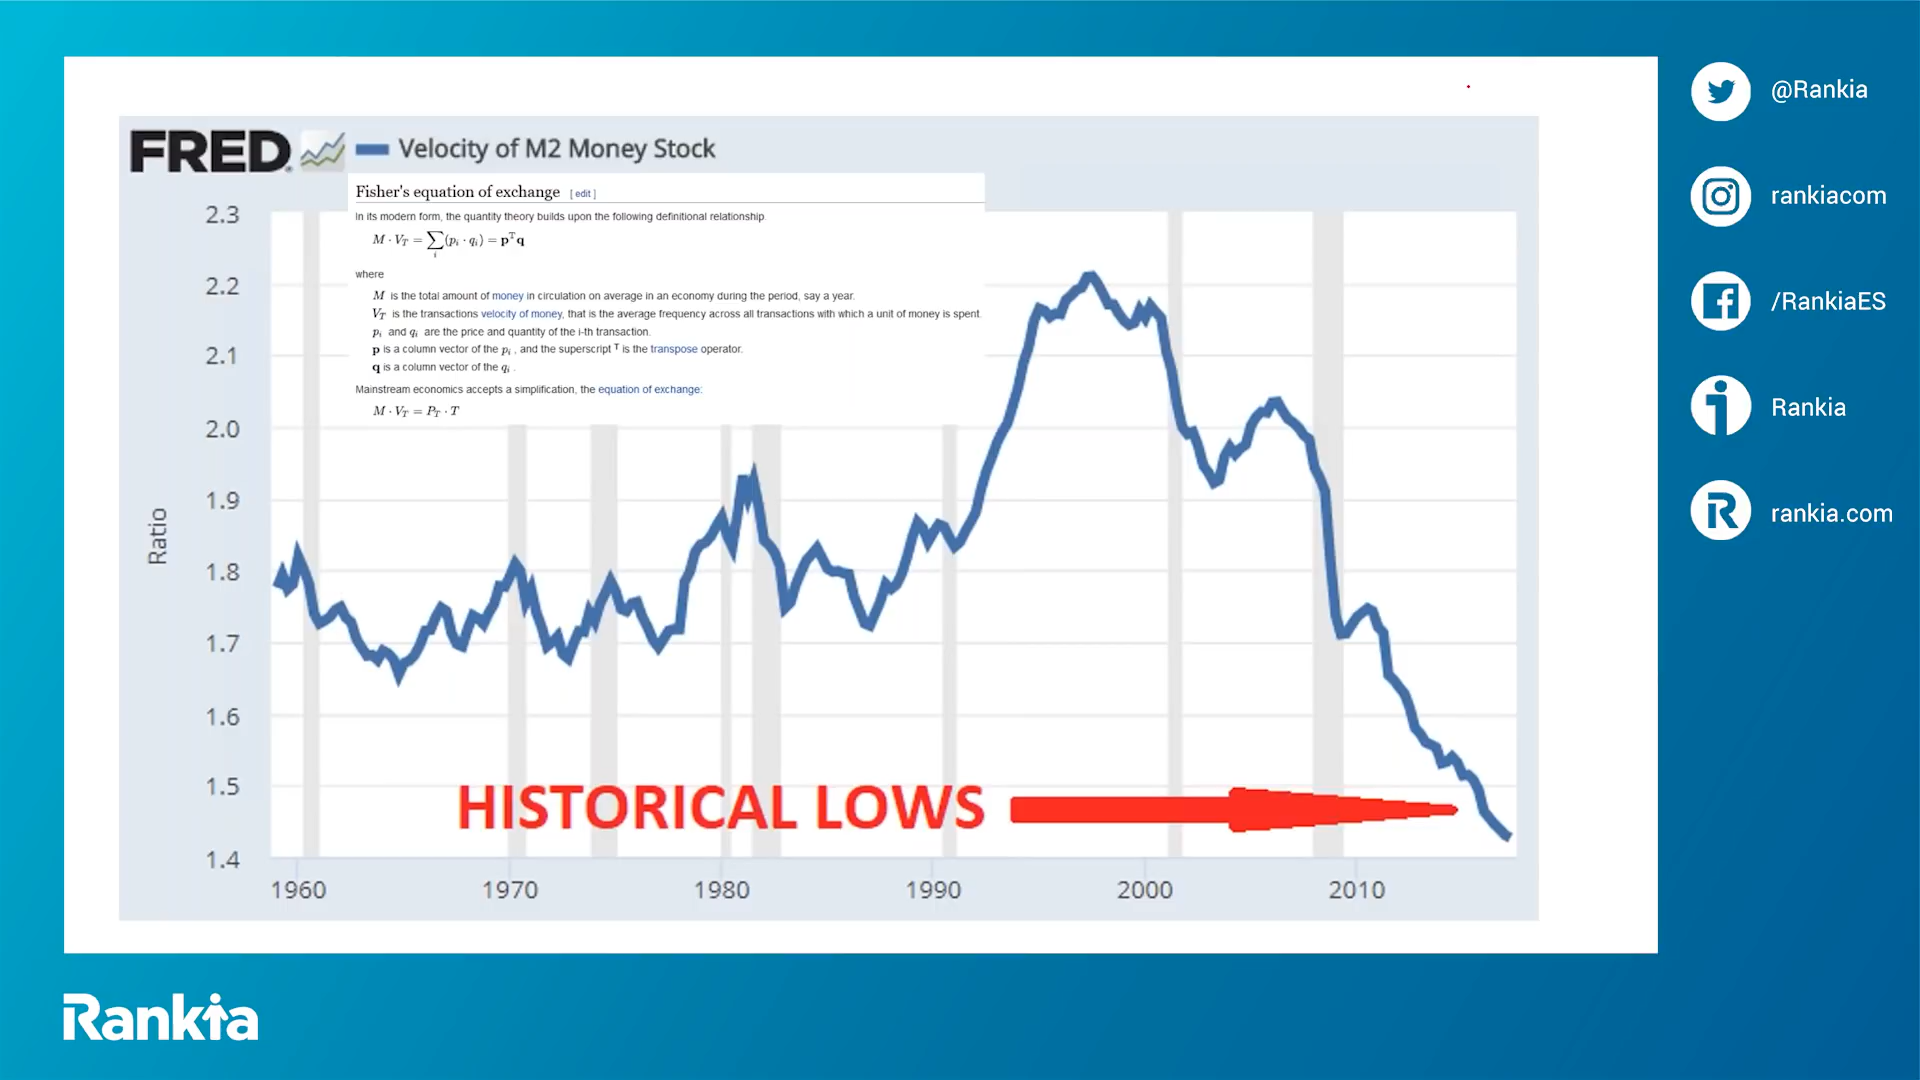 FRED
Velocity of M2 Money Stock
Fisher's equation of exchange [ edit ]
In its modern form, the quantity theory builds upon the following definitional relationship.
M · V_T = ∑_i (p_i · q_i) = p^T q
where
M is the total amount of money in circulation on average in an economy during the period, say a year.
V_T is the transactions velocity of money, that is the average frequency across all transactions with which a unit of money is spent.
p_i and q_i are the price and quantity of the i-th transaction.
p is a column vector of the p_i , and the superscript T is the transpose operator.
q is a column vector of the q_i .
Mainstream economics accepts a simplification, the equation of exchange:
M · V_T = P_T · T
2.3
2.2
2.1
2.0
1.9
1.8
1.7
1.6
1.5
1.4
Ratio
HISTORICAL LOWS
1960 1970 1980 1990 2000 2010
@Rankia
rankiacom
/RankiaES
Rankia
rankia.com
Rankia